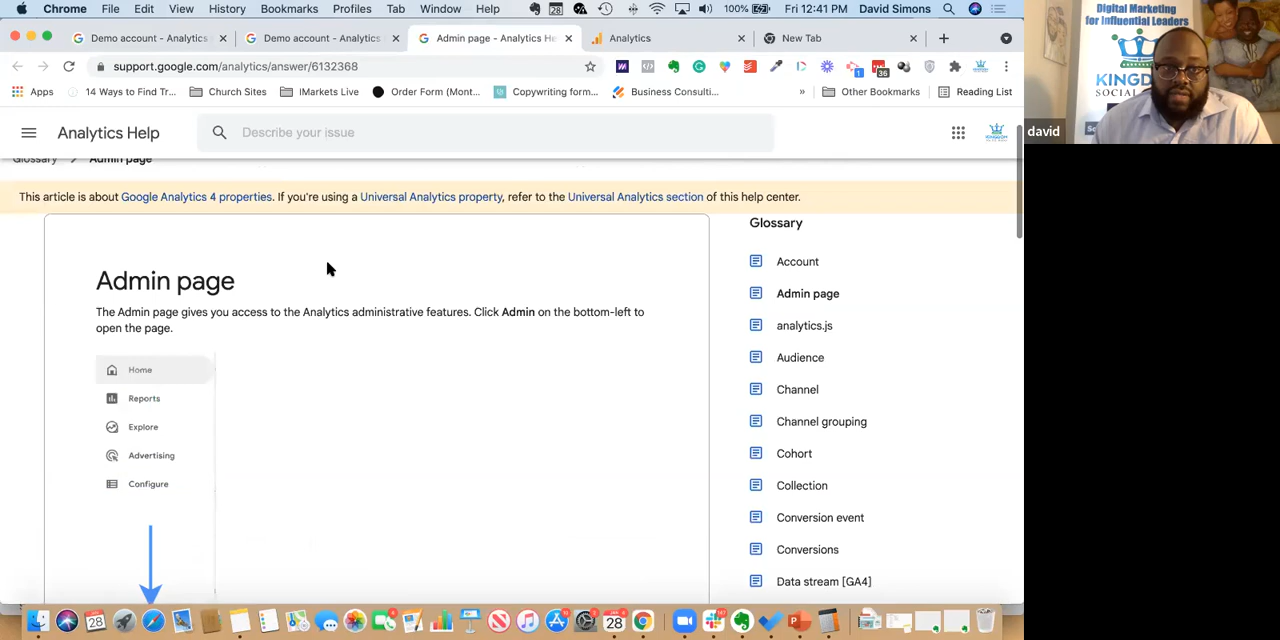 Chrome File Edit View History Bookmarks Profiles Tab Window Help 28 100% Fri 12:41 PM David Simons
Demo account - Analytics
Demo account - Analytics
Admin page - Analytics He
Analytics
New Tab
support.google.com/analytics/answer/6132368
1
36
Apps
14 Ways to Find Tr...
Church Sites
IMarkets Live
Order Form (Mont...
Copywriting form...
Business Consulti...
»
Other Bookmarks
Reading List
Analytics Help
Describe your issue
Glossary
Admin page
This article is about Google Analytics 4 properties. If you're using a Universal Analytics property, refer to the Universal Analytics section of this help center.
Admin page
The Admin page gives you access to the Analytics administrative features. Click Admin on the bottom-left to
open the page.
Home
Reports
Explore
Advertising
Configure
Glossary
Account
Admin page
analytics.js
Audience
Channel
Channel grouping
Cohort
Collection
Conversion event
Conversions
Data stream [GA4]
Digital Marketing
for Influential Leaders
david